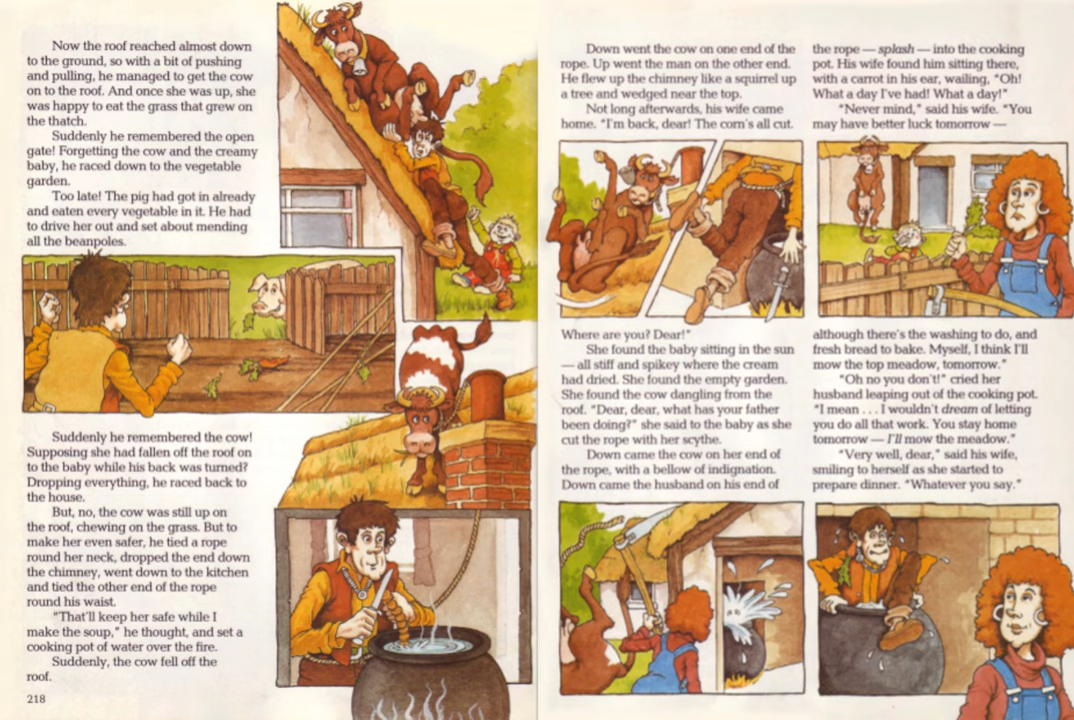 Now the roof reached almost down
to the ground, so with a bit of pushing
and pulling, he managed to get the cow
on to the roof. And once she was up, she
was happy to eat the grass that grew on
the thatch.
Suddenly he remembered the open
gate! Forgetting the cow and the creamy
baby, he raced down to the vegetable
garden.
Too late! The pig had got in already
and eaten every vegetable in it. He had
to drive her out and set about mending
all the beanpoles.
Suddenly he remembered the cow!
Supposing she had fallen off the roof on
to the baby while his back was turned?
Dropping everything, he raced back to
the house.
But, no, the cow was still up on
the roof, chewing on the grass. But to
make her even safer, he tied a rope
round her neck, dropped the end down
the chimney, went down to the kitchen
and tied the other end of the rope
round his waist.
"That'll keep her safe while I
make the soup," he thought, and set a
cooking pot of water over the fire.
Suddenly, the cow fell off the
roof.
218
Down went the cow on one end of the
rope. Up went the man on the other end.
He flew up the chimney like a squirrel up
a tree and wedged near the top.
Not long afterwards, his wife came
home. "I'm back, dear! The corn's all cut.
Where are you? Dear!"
She found the baby sitting in the sun
— all stiff and spikey where the cream
had dried. She found the empty garden.
She found the cow dangling from the
roof. "Dear, dear, what has your father
been doing?" she said to the baby as she
cut the rope with her scythe.
Down came the cow on her end of
the rope, with a bellow of indignation.
Down came the husband on his end of
the rope — splash — into the cooking
pot. His wife found him sitting there,
with a carrot in his ear, wailing, "Oh!
What a day I've had! What a day!"
"Never mind," said his wife. "You
may have better luck tomorrow —
although there's the washing to do, and
fresh bread to bake. Myself, I think I'll
mow the top meadow, tomorrow."
"Oh no you don't!" cried her
husband leaping out of the cooking pot.
"I mean . . . I wouldn't dream of letting
you do all that work. You stay home
tomorrow — I'll mow the meadow."
"Very well, dear," said his wife,
smiling to herself as she started to
prepare dinner. "Whatever you say."